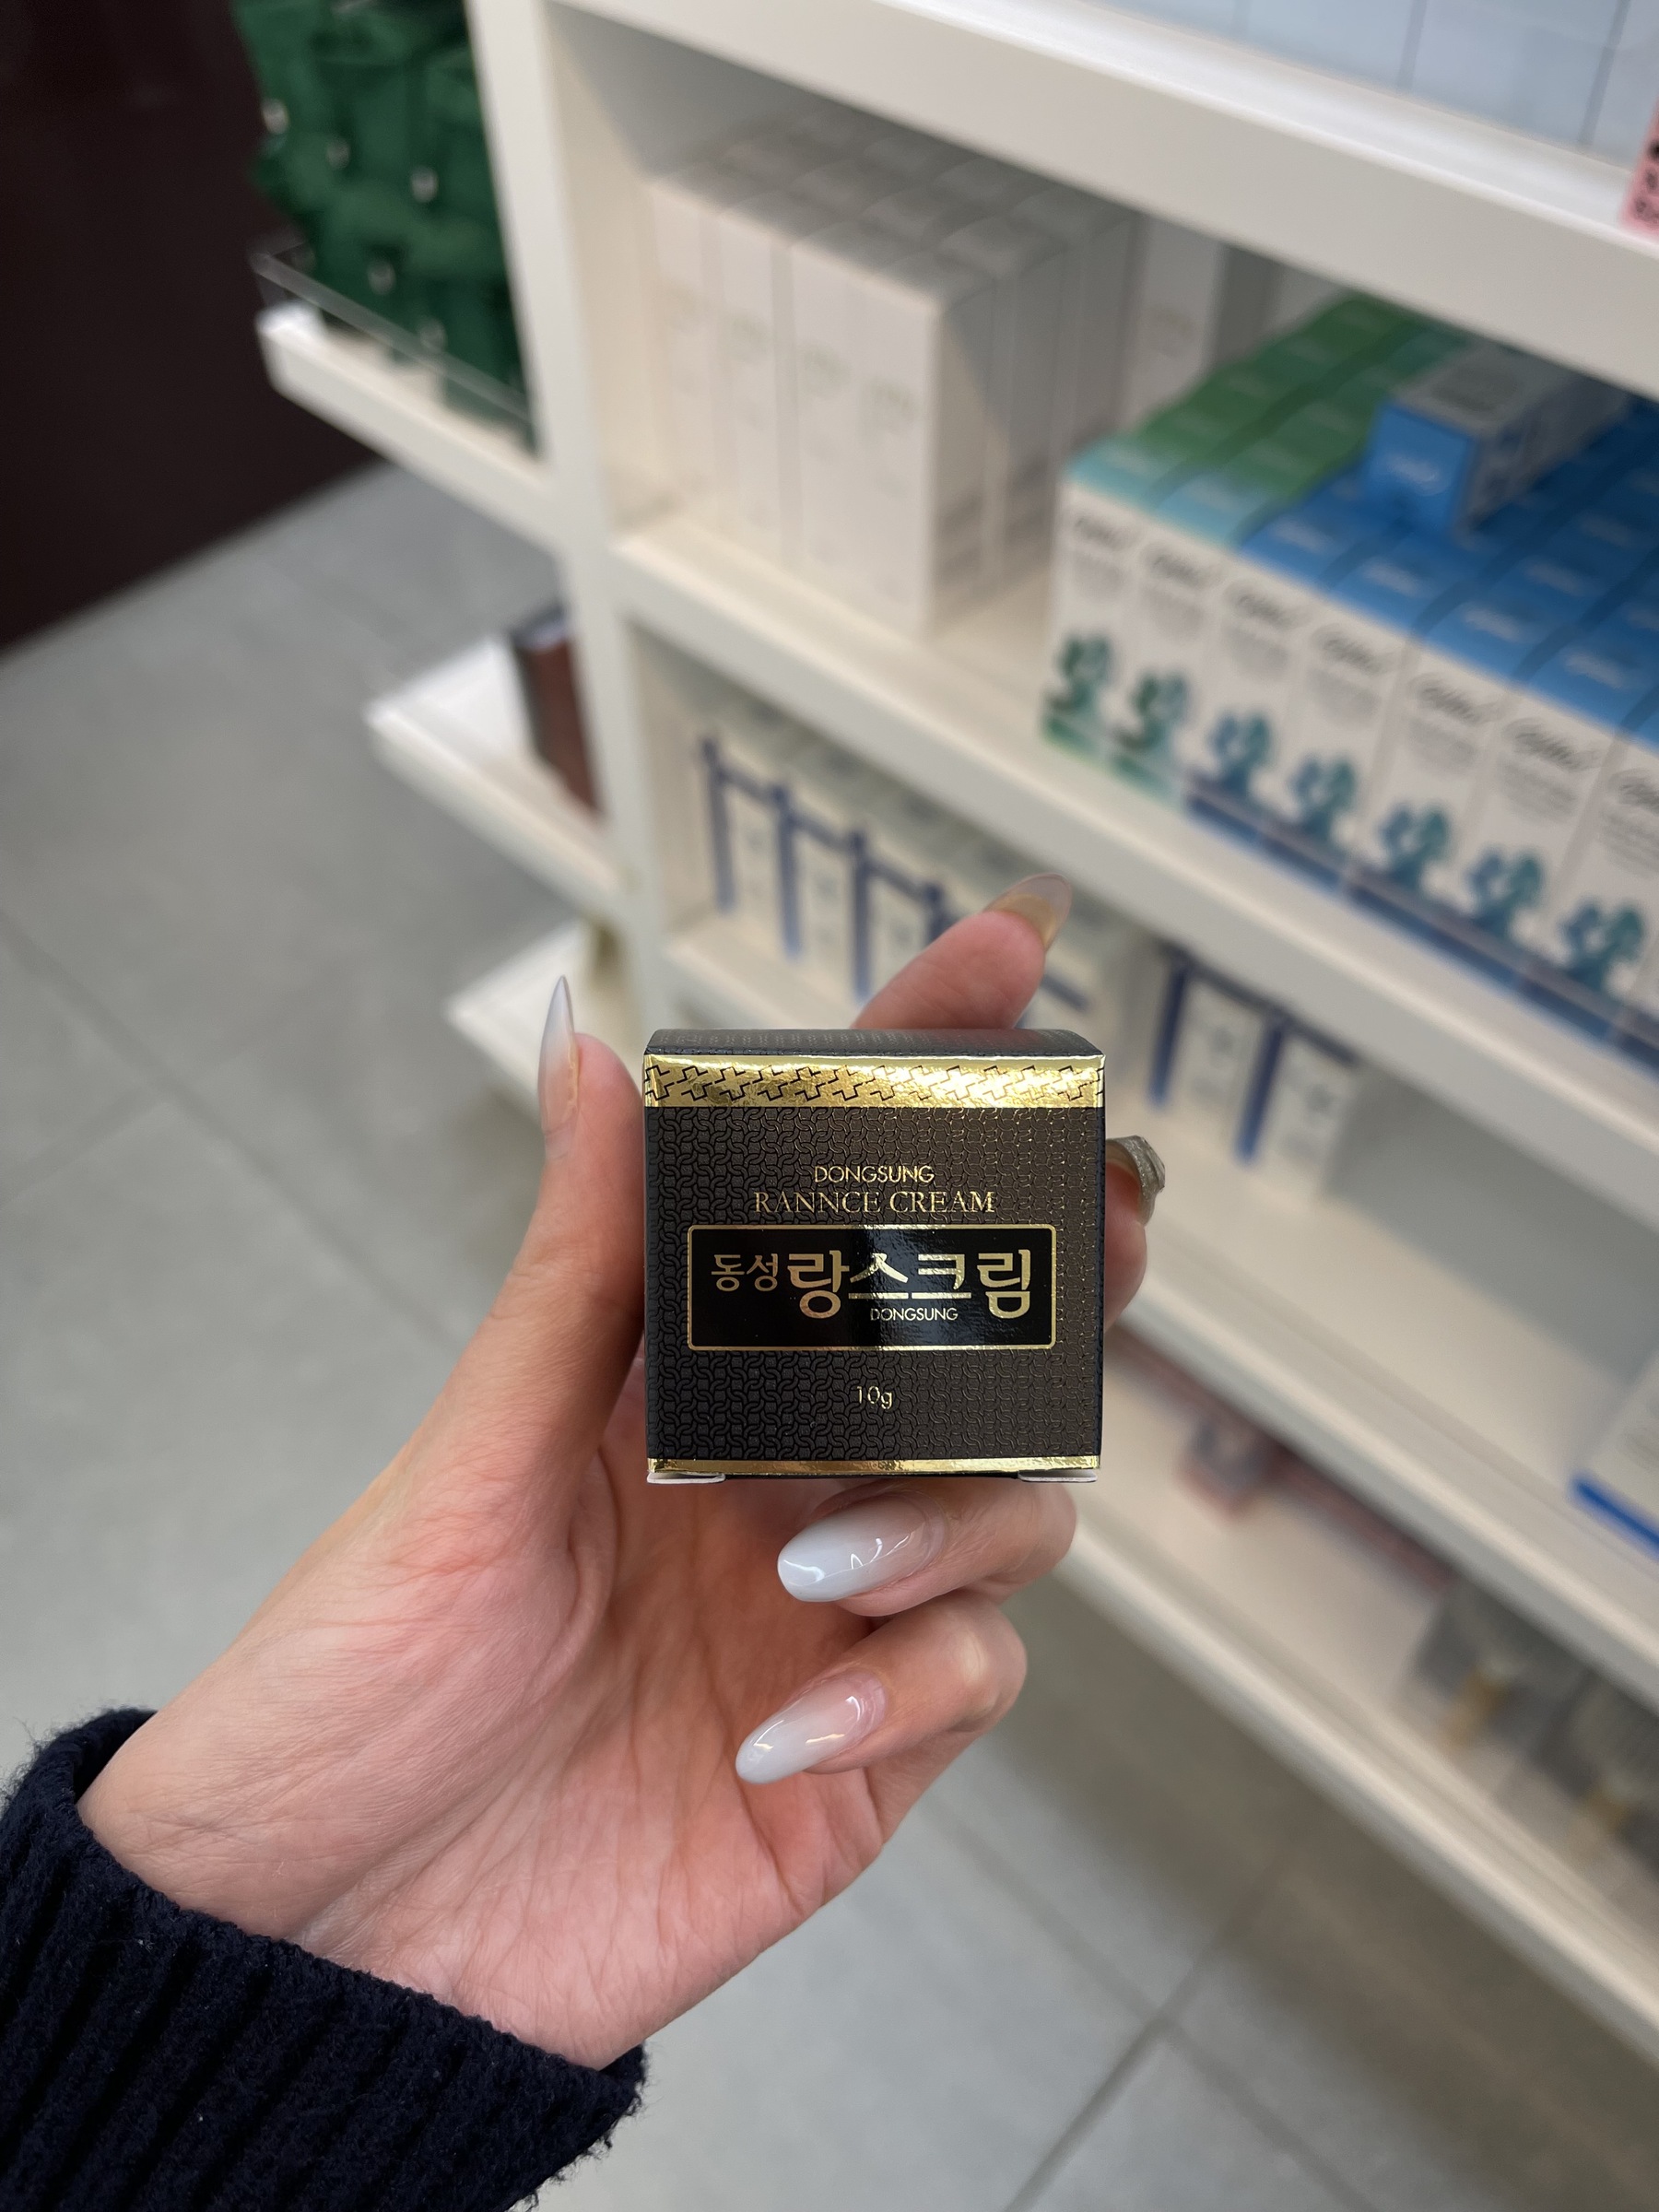 DONGSUNG
RANNCE CREAM
동성 랑스크림
DONGSUNG
10g